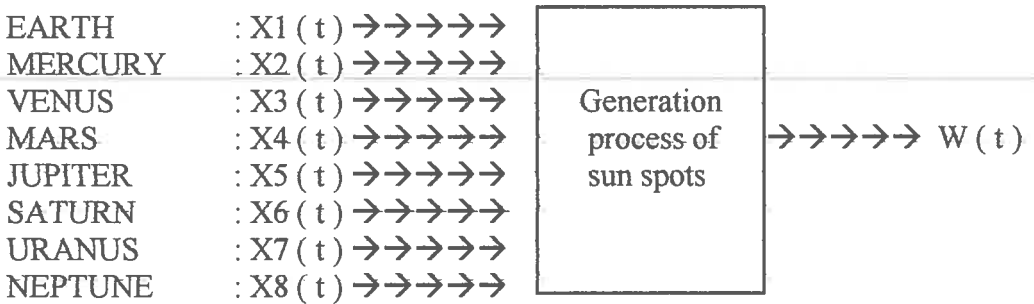 EARTH : X1 ( t ) →→→→→
MERCURY : X2 ( t ) →→→→→
VENUS : X3 ( t ) →→→→→
MARS : X4 ( t ) →→→→→
JUPITER : X5 ( t ) →→→→→
SATURN : X6 ( t ) →→→→→
URANUS : X7 ( t ) →→→→→
NEPTUNE : X8 ( t ) →→→→→
Generation
process of
sun spots
→→→→→ W ( t )